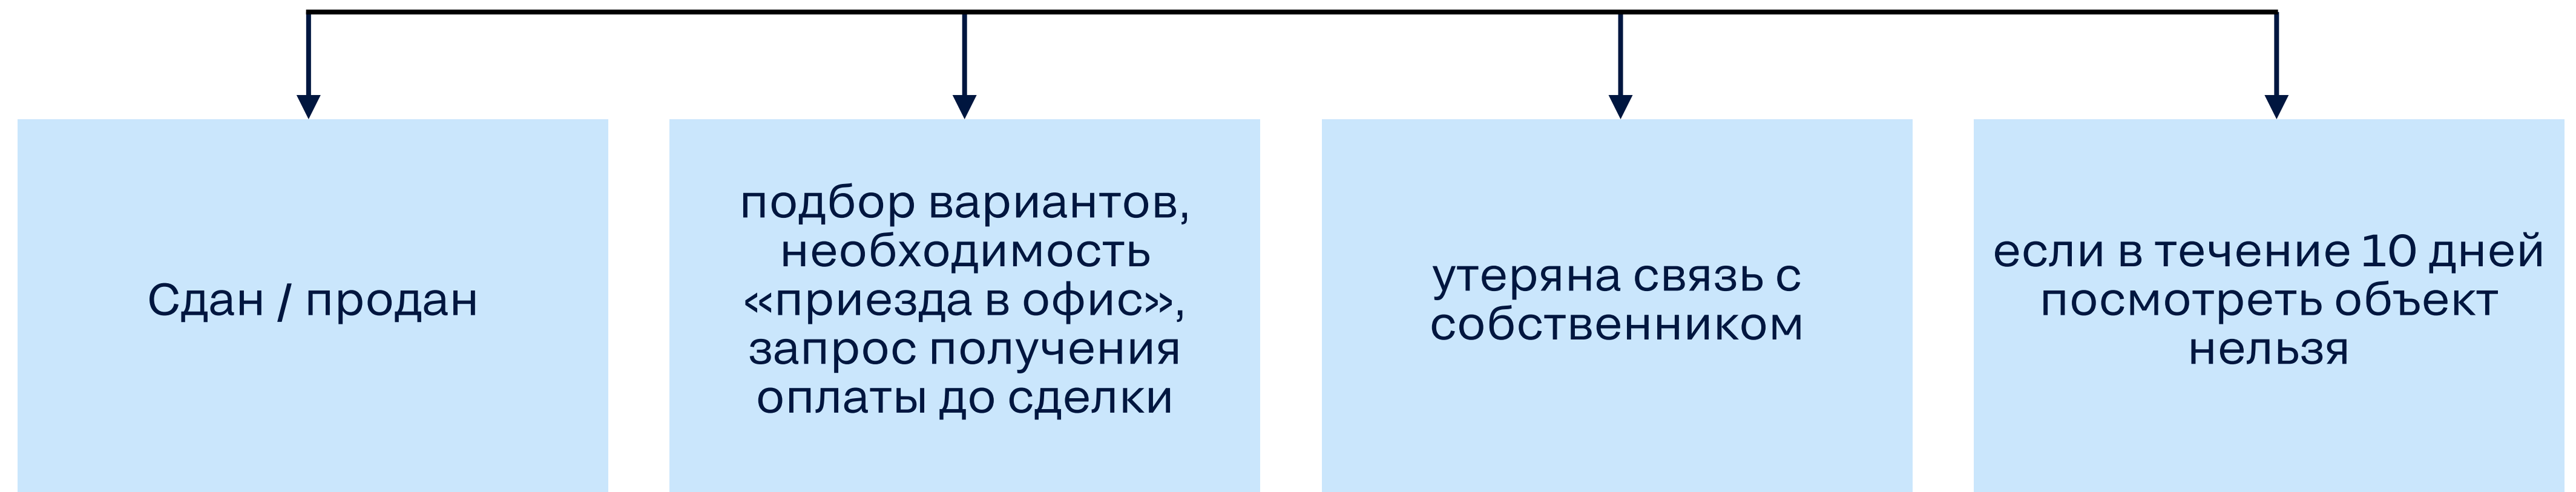 Сдан / продан
подбор вариантов,
необходимость
«приезда в офис»,
запрос получения
оплаты до сделки
утеряна связь с
собственником
если в течение 10 дней
посмотреть объект
нельзя